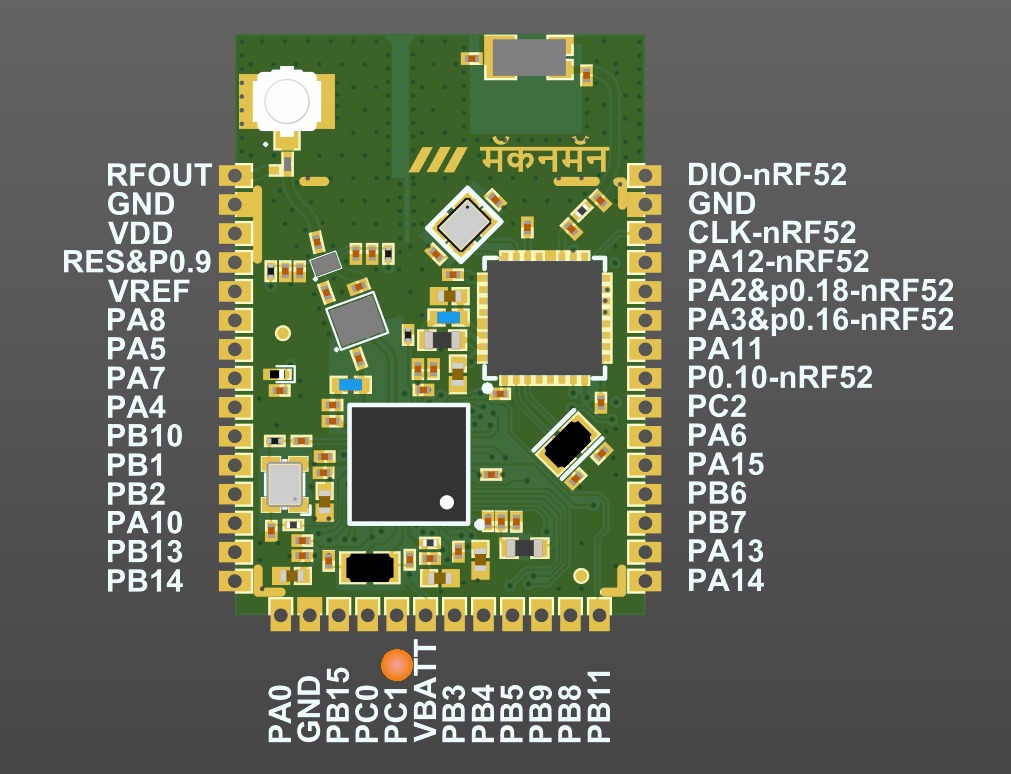 मॅकनमॅन
RFOUT
GND
VDD
RES&P0.9
VREF
PA8
PA5
PA7
PA4
PB10
PB1
PB2
PA10
PB13
PB14
DIO-nRF52
GND
CLK-nRF52
PA12-nRF52
PA2&p0.18-nRF52
PA3&p0.16-nRF52
PA11
P0.10-nRF52
PC2
PA6
PA15
PB6
PB7
PA13
PA14
PA0
GND
PB15
PC0
PC1
VBATT
PB3
PB4
PB5
PB9
PB8
PB11